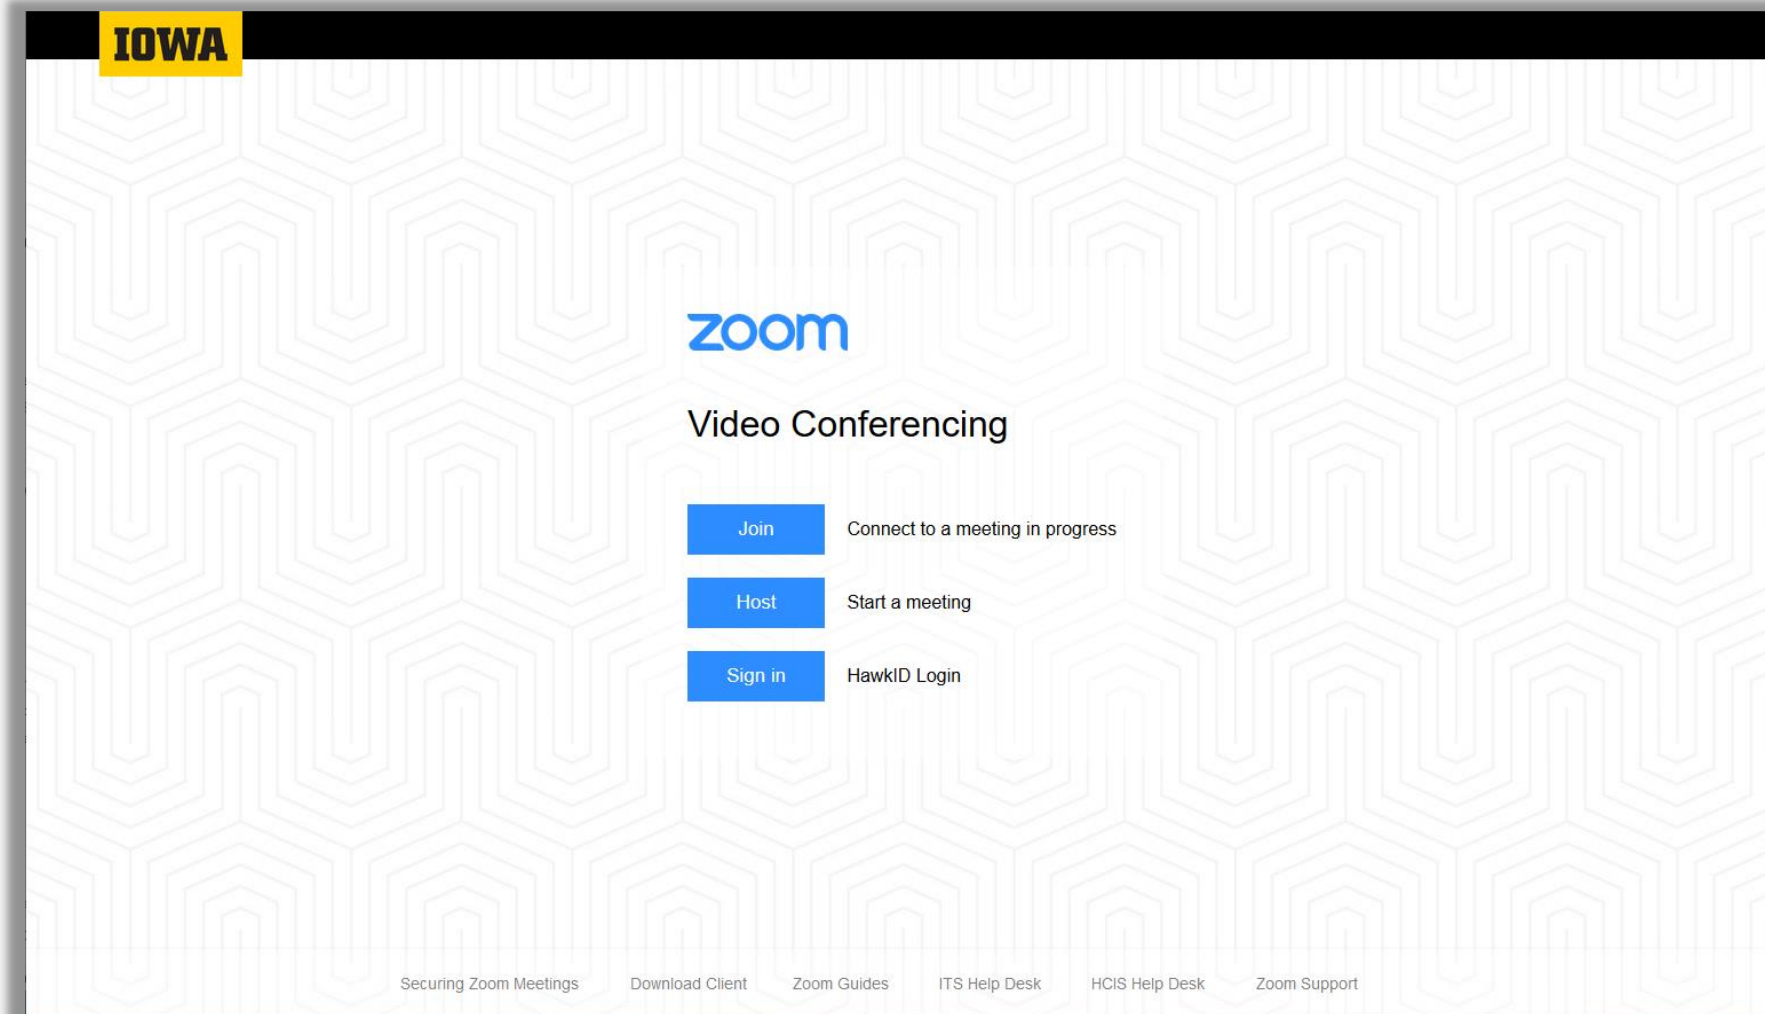 IOWA
zoom
Video Conferencing
Join Connect to a meeting in progress
Host Start a meeting
Sign in HawkID Login
Securing Zoom Meetings Download Client Zoom Guides ITS Help Desk HCIS Help Desk Zoom Support